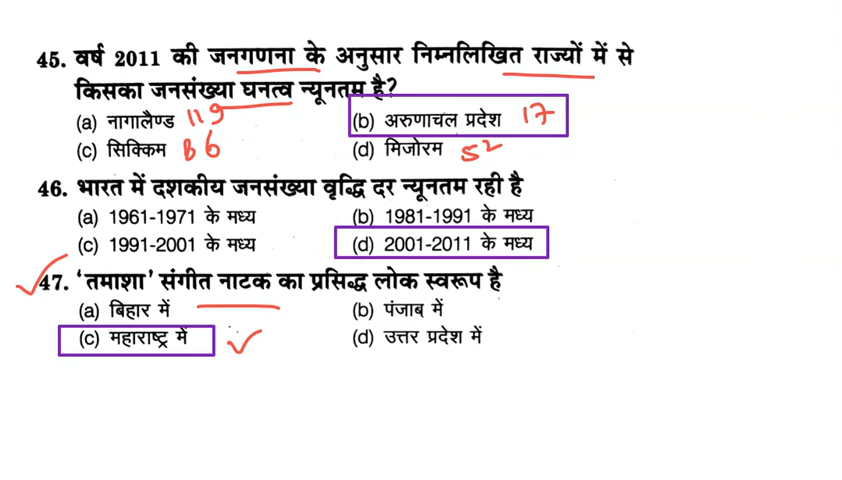 45. वर्ष 2011 की जनगणना के अनुसार निम्नलिखित राज्यों में से
किसका जनसंख्या घनत्व न्यूनतम है?
(a) नागालैण्ड 119 (b) अरुणाचल प्रदेश 17
(c) सिक्किम 86 (d) मिजोरम 52
46. भारत में दशकीय जनसंख्या वृद्धि दर न्यूनतम रही है
(a) 1961-1971 के मध्य (b) 1981-1991 के मध्य
(c) 1991-2001 के मध्य (d) 2001-2011 के मध्य
47. 'तमाशा' संगीत नाटक का प्रसिद्ध लोक स्वरूप है
(a) बिहार में (b) पंजाब में
(c) महाराष्ट्र में (d) उत्तर प्रदेश में